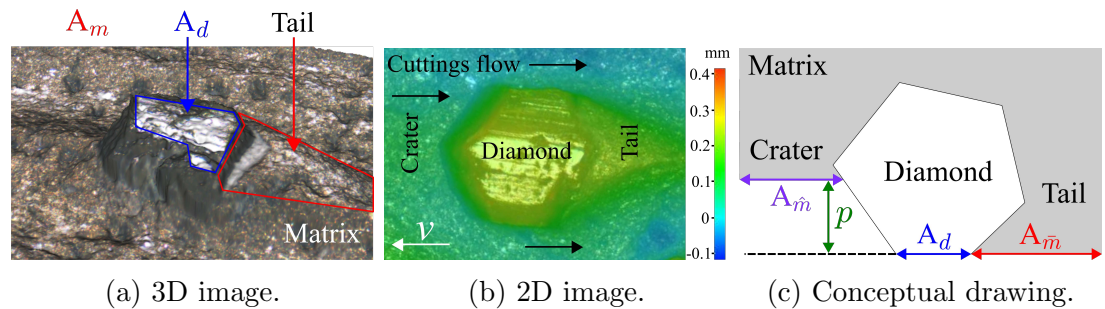 A_m
A_d
Tail
Matrix
(a) 3D image.
Cuttings flow
Crater
Diamond
Tail
v
mm
0.4
0.3
0.2
0.1
0
-0.1
(b) 2D image.
Matrix
Crater
Diamond
Tail
A_m̂
p
A_d
A_m̄
(c) Conceptual drawing.